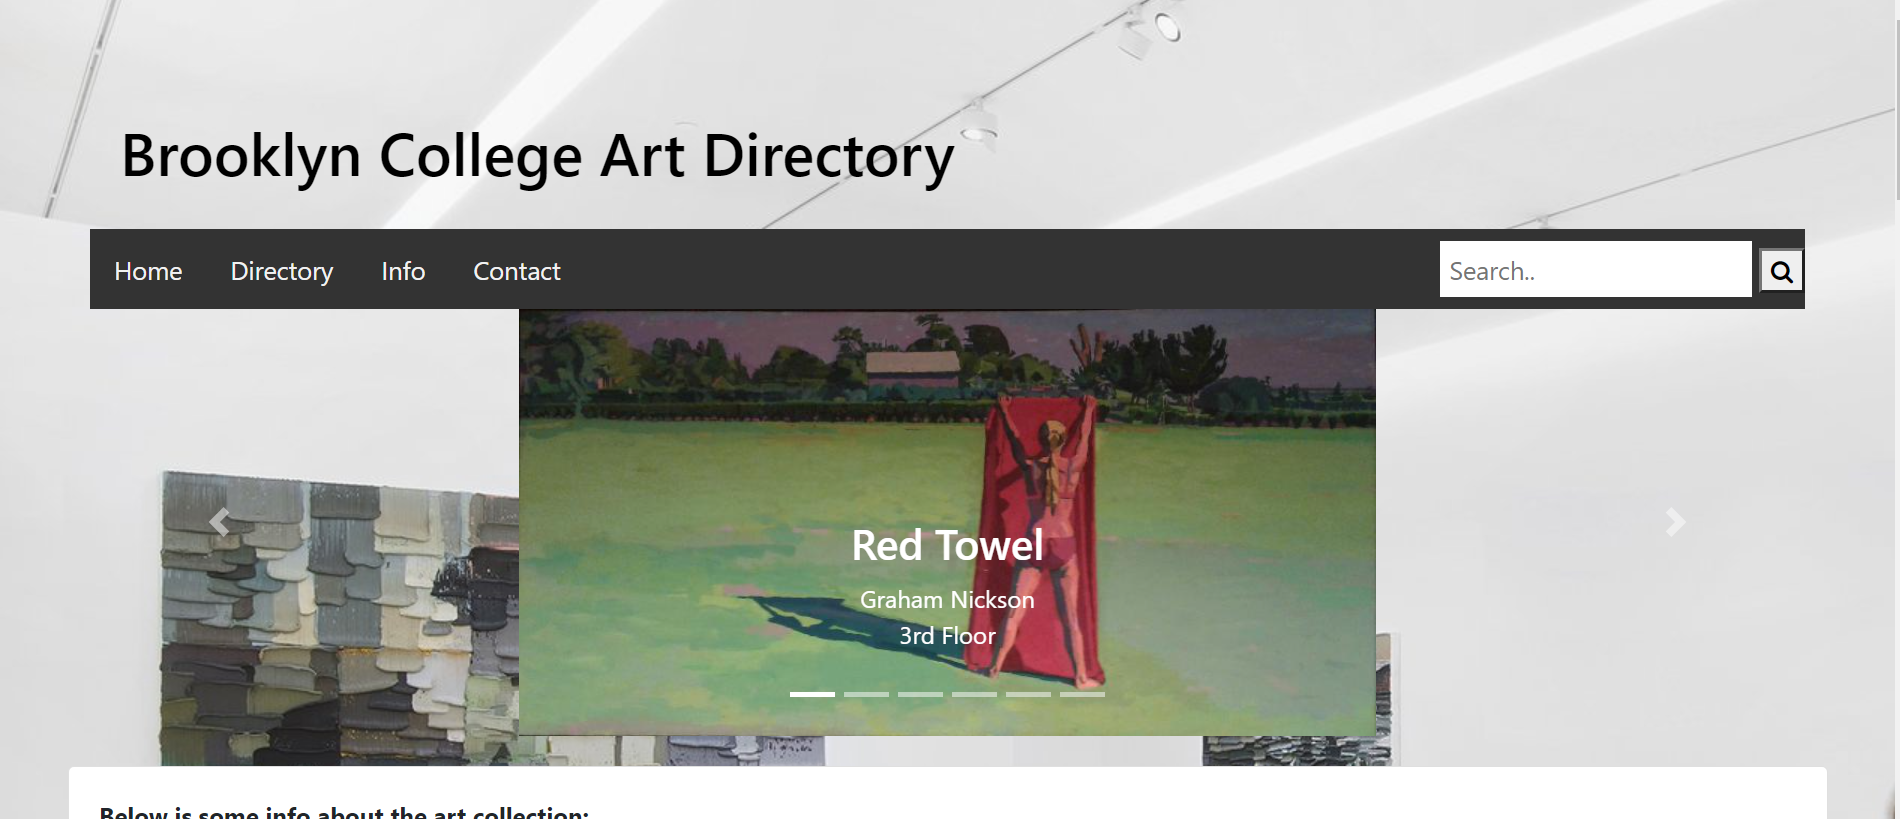 Brooklyn College Art Directory
Home Directory Info Contact Search..
Red Towel
Graham Nickson
3rd Floor
Below is some info about the art collection: